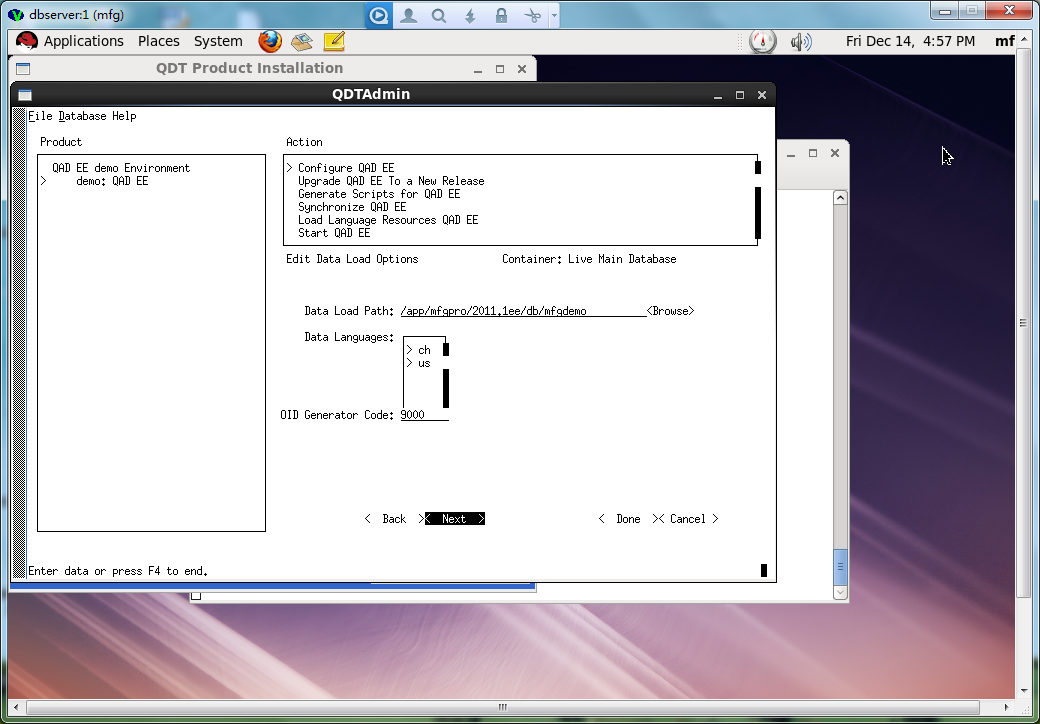 dbserver:1 (mfg)
Applications Places System
Fri Dec 14, 4:57 PM mf
QDT Product Installation
QDTAdmin
File Database Help
Product
Action
QAD EE demo Environment
> demo: QAD EE
> Configure QAD EE
Upgrade QAD EE To a New Release
Generate Scripts for QAD EE
Synchronize QAD EE
Load Language Resources QAD EE
Start QAD EE
Edit Data Load Options Container: Live Main Database
Data Load Path: /app/mfgpro/2011.1ee/db/mfgdemo <Browse>
Data Languages:
> ch
> us
OID Generator Code: 9000
< Back >< Next > < Done >< Cancel >
Enter data or press F4 to end.